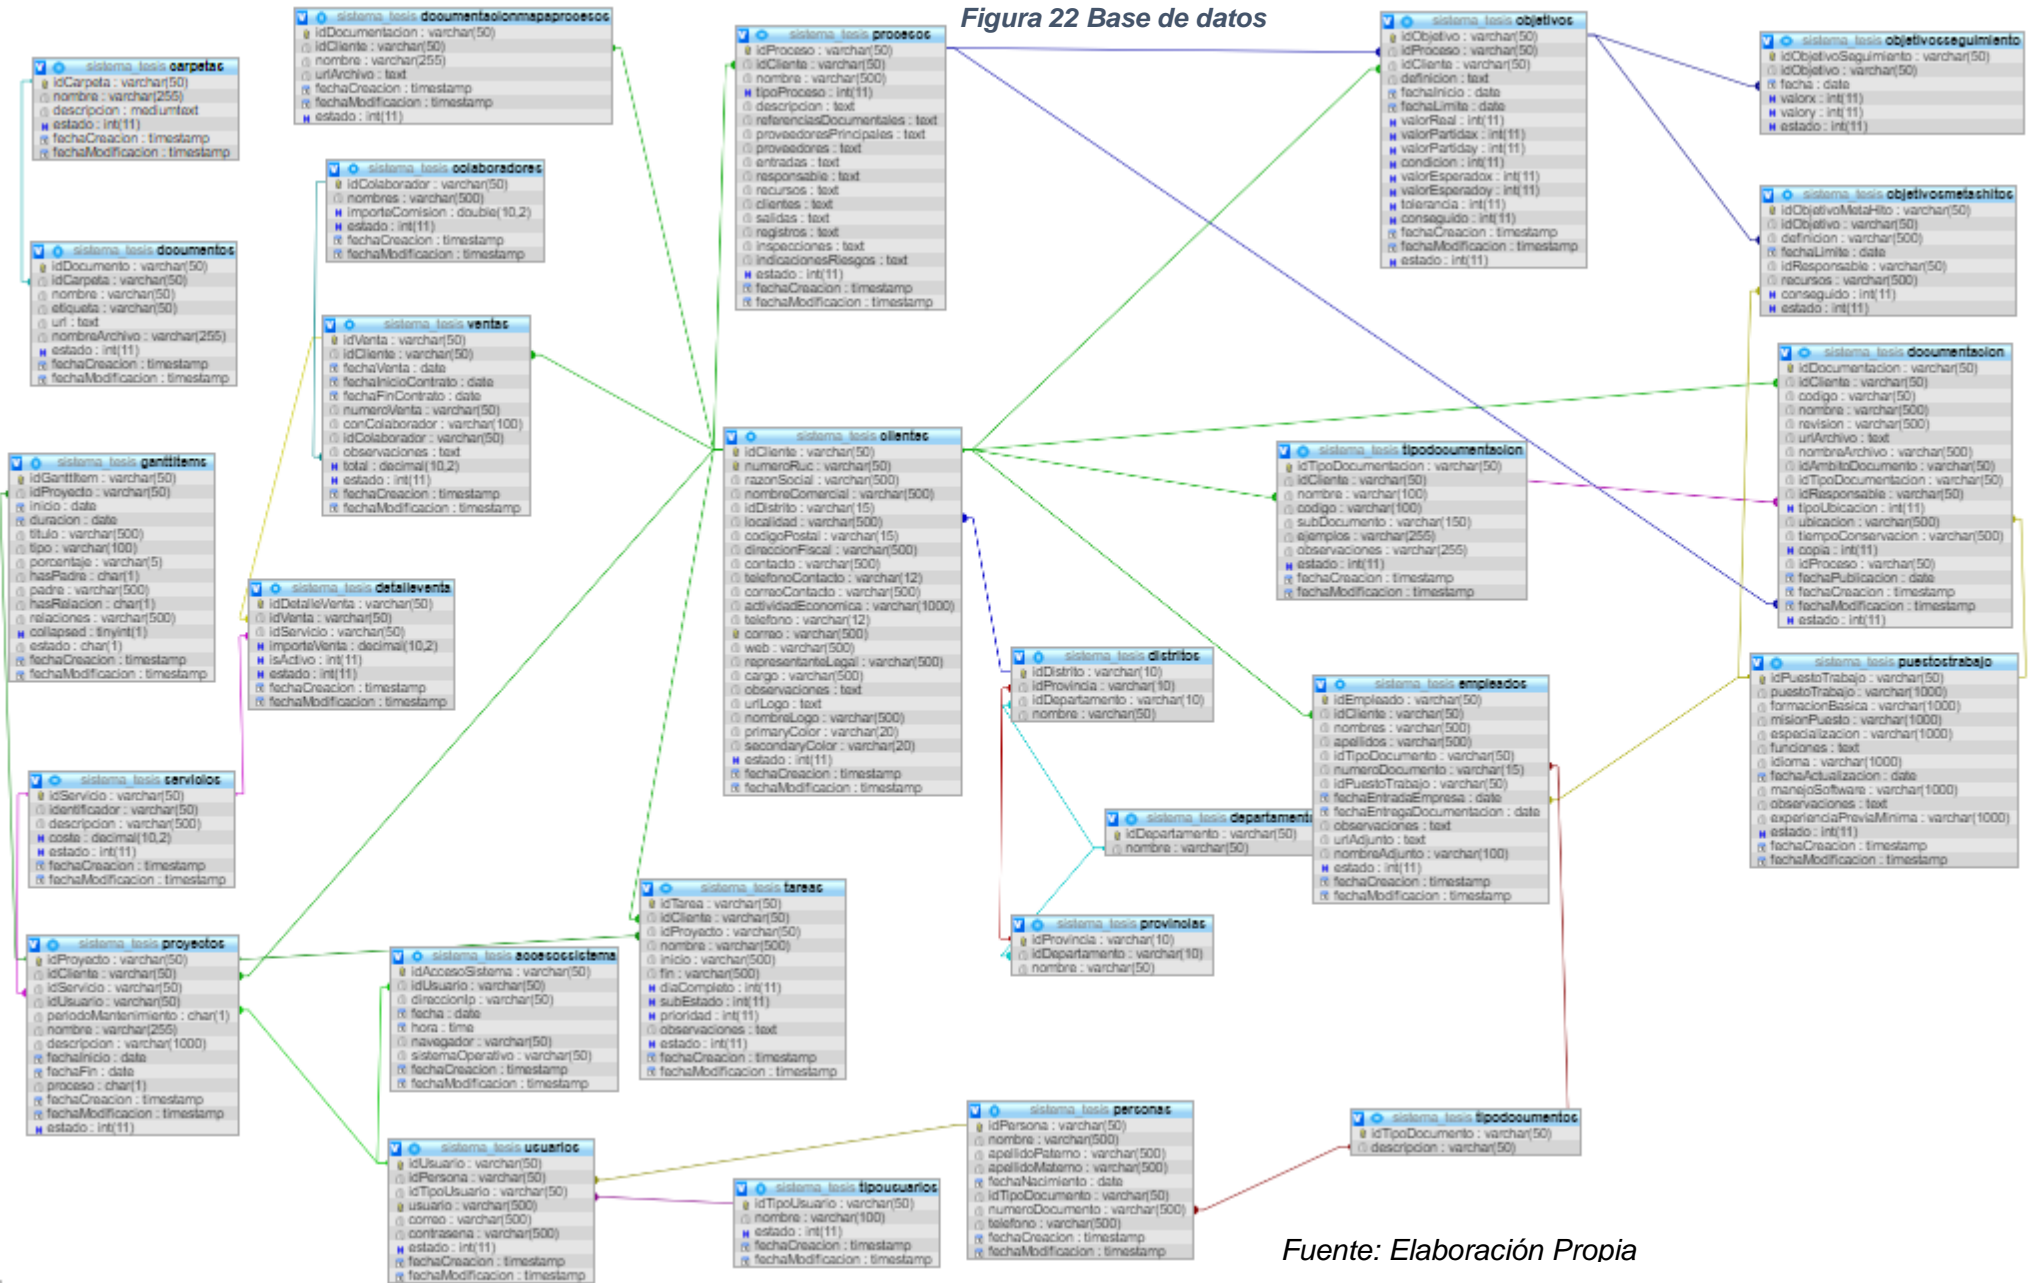 Figura 22 Base de datos
sistema_tesis documentacionmapaprocesos
idDocumentacion : varchar(50)
idCliente : varchar(50)
nombre : varchar(255)
urlArchivo : text
fechaCreacion : timestamp
fechaModificacion : timestamp
estado : int(11)
sistema_tesis carpetas
idCarpeta : varchar(50)
nombre : varchar(255)
descripcion : mediumtext
estado : int(11)
fechaCreacion : timestamp
fechaModificacion : timestamp
sistema_tesis documentos
idDocumento : varchar(50)
idCarpeta : varchar(50)
nombre : varchar(50)
etiqueta : varchar(50)
url : text
nombreArchivo : varchar(255)
estado : int(11)
fechaCreacion : timestamp
fechaModificacion : timestamp
sistema_tesis colaboradores
idColaborador : varchar(50)
nombres : varchar(500)
importeComision : double(10,2)
estado : int(11)
fechaCreacion : timestamp
fechaModificacion : timestamp
sistema_tesis ventas
idVenta : varchar(50)
idCliente : varchar(50)
fechaVenta : date
fechaInicioContrato : date
fechaFinContrato : date
numeroVenta : varchar(50)
conColaborador : varchar(100)
idColaborador : varchar(50)
observaciones : text
total : decimal(10,2)
estado : int(11)
fechaCreacion : timestamp
fechaModificacion : timestamp
sistema_tesis procesos
idProceso : varchar(50)
idCliente : varchar(50)
nombre : varchar(500)
tipoProceso : int(11)
descripcion : text
referenciasDocumentales : text
proveedoresPrincipales : text
proveedores : text
entradas : text
responsable : text
recursos : text
clientes : text
salidas : text
registros : text
inspecciones : text
indicacionesRiesgos : text
estado : int(11)
fechaCreacion : timestamp
fechaModificacion : timestamp
sistema_tesis objetivos
idObjetivo : varchar(50)
idProceso : varchar(50)
idCliente : varchar(50)
definicion : text
fechaInicio : date
fechaLimite : date
valorReal : int(11)
valorPartidax : int(11)
valorPartiday : int(11)
condicion : int(11)
valorEsperadox : int(11)
valorEsperadoy : int(11)
tolerancia : int(11)
conseguido : int(11)
fechaCreacion : timestamp
fechaModificacion : timestamp
estado : int(11)
sistema_tesis objetivosseguimiento
idObjetivoSeguimiento : varchar(50)
idObjetivo : varchar(50)
fecha : date
valorx : int(11)
valory : int(11)
estado : int(11)
sistema_tesis objetivosmetashitos
idObjetivoMetaHito : varchar(50)
idObjetivo : varchar(50)
definicion : varchar(500)
fechaLimite : date
idResponsable : varchar(50)
recursos : varchar(500)
conseguido : int(11)
estado : int(11)
sistema_tesis documentacion
idDocumentacion : varchar(50)
idCliente : varchar(50)
codigo : varchar(50)
nombre : varchar(500)
revision : varchar(500)
urlArchivo : text
nombreArchivo : varchar(500)
idAmbitoDocumento : varchar(50)
idTipoDocumentacion : varchar(50)
idResponsable : varchar(50)
tipoUbicacion : int(11)
ubicacion : varchar(500)
tiempoConservacion : varchar(500)
copia : int(11)
idProceso : varchar(50)
fechaPublicacion : date
fechaCreacion : timestamp
fechaModificacion : timestamp
estado : int(11)
sistema_tesis ganttitems
idGanttItem : varchar(50)
idProyecto : varchar(50)
inicio : date
duracion : date
titulo : varchar(500)
tipo : varchar(100)
porcentaje : varchar(5)
hasPadre : char(1)
padre : varchar(500)
hasRelacion : char(1)
relaciones : varchar(500)
collapsed : tinyint(1)
estado : char(1)
fechaCreacion : timestamp
fechaModificacion : timestamp
sistema_tesis detalleventa
idDetalleVenta : varchar(50)
idVenta : varchar(50)
idServicio : varchar(50)
importeVenta : decimal(10,2)
isActivo : int(11)
estado : int(11)
fechaCreacion : timestamp
fechaModificacion : timestamp
sistema_tesis clientes
idCliente : varchar(50)
numeroRuc : varchar(50)
razonSocial : varchar(500)
nombreComercial : varchar(500)
idDistrito : varchar(15)
localidad : varchar(500)
codigoPostal : varchar(15)
direccionFiscal : varchar(500)
contacto : varchar(500)
telefonoContacto : varchar(12)
correoContacto : varchar(500)
actividadEconomica : varchar(1000)
telefono : varchar(12)
correo : varchar(500)
web : varchar(500)
representanteLegal : varchar(500)
cargo : varchar(500)
observaciones : text
urlLogo : text
nombreLogo : varchar(500)
primaryColor : varchar(20)
secondaryColor : varchar(20)
estado : int(11)
fechaCreacion : timestamp
fechaModificacion : timestamp
sistema_tesis tipodocumentacion
idTipoDocumentacion : varchar(50)
idCliente : varchar(50)
nombre : varchar(100)
codigo : varchar(100)
subDocumento : varchar(150)
ejemplos : varchar(255)
observaciones : varchar(255)
estado : int(11)
fechaCreacion : timestamp
fechaModificacion : timestamp
sistema_tesis distritos
idDistrito : varchar(10)
idProvincia : varchar(10)
idDepartamento : varchar(10)
nombre : varchar(50)
sistema_tesis empleados
idEmpleado : varchar(50)
idCliente : varchar(50)
nombres : varchar(500)
apellidos : varchar(500)
idTipoDocumento : varchar(50)
numeroDocumento : varchar(15)
idPuestoTrabajo : varchar(50)
fechaEntradaEmpresa : date
fechaEntregaDocumentacion : date
observaciones : text
urlAdjunto : text
nombreAdjunto : varchar(100)
estado : int(11)
fechaCreacion : timestamp
fechaModificacion : timestamp
sistema_tesis puestostrabajo
idPuestoTrabajo : varchar(50)
puestoTrabajo : varchar(1000)
formacionBasica : varchar(1000)
misionPuesto : varchar(1000)
especializacion : varchar(1000)
funciones : text
idioma : varchar(1000)
fechaActualizacion : date
manejoSoftware : varchar(1000)
observaciones : text
experienciaPreviaMinima : varchar(1000)
estado : int(11)
fechaCreacion : timestamp
fechaModificacion : timestamp
sistema_tesis departament
idDepartamento : varchar(50)
nombre : varchar(50)
sistema_tesis servicios
idServicio : varchar(50)
identificador : varchar(50)
descripcion : varchar(500)
coste : decimal(10,2)
estado : int(11)
fechaCreacion : timestamp
fechaModificacion : timestamp
sistema_tesis tareas
idTarea : varchar(50)
idCliente : varchar(50)
idProyecto : varchar(50)
nombre : varchar(500)
inicio : varchar(500)
fin : varchar(500)
diaCompleto : int(11)
subEstado : int(11)
prioridad : int(11)
observaciones : text
estado : int(11)
fechaCreacion : timestamp
fechaModificacion : timestamp
sistema_tesis provincias
idProvincia : varchar(10)
idDepartamento : varchar(10)
nombre : varchar(50)
sistema_tesis proyectos
idProyecto : varchar(50)
idCliente : varchar(50)
idServicio : varchar(50)
idUsuario : varchar(50)
periodoMantenimiento : char(1)
nombre : varchar(255)
descripcion : varchar(1000)
fechaInicio : date
fechaFin : date
proceso : char(1)
fechaCreacion : timestamp
fechaModificacion : timestamp
estado : int(11)
sistema_tesis accesossistema
idAccesoSistema : varchar(50)
idUsuario : varchar(50)
direccionIp : varchar(50)
fecha : date
hora : time
navegador : varchar(50)
sistemaOperativo : varchar(50)
fechaCreacion : timestamp
fechaModificacion : timestamp
sistema_tesis usuarios
idUsuario : varchar(50)
idPersona : varchar(50)
idTipoUsuario : varchar(50)
usuario : varchar(500)
correo : varchar(500)
contrasena : varchar(500)
estado : int(11)
fechaCreacion : timestamp
fechaModificacion : timestamp
sistema_tesis tipousuarios
idTipoUsuario : varchar(50)
nombre : varchar(100)
estado : int(11)
fechaCreacion : timestamp
fechaModificacion : timestamp
sistema_tesis personas
idPersona : varchar(50)
nombre : varchar(500)
apellidoPaterno : varchar(500)
apellidoMaterno : varchar(500)
fechaNacimiento : date
idTipoDocumento : varchar(50)
numeroDocumento : varchar(500)
telefono : varchar(500)
fechaCreacion : timestamp
fechaModificacion : timestamp
sistema_tesis tipodocumentos
idTipoDocumento : varchar(50)
descripcion : varchar(50)
Fuente: Elaboración Propia